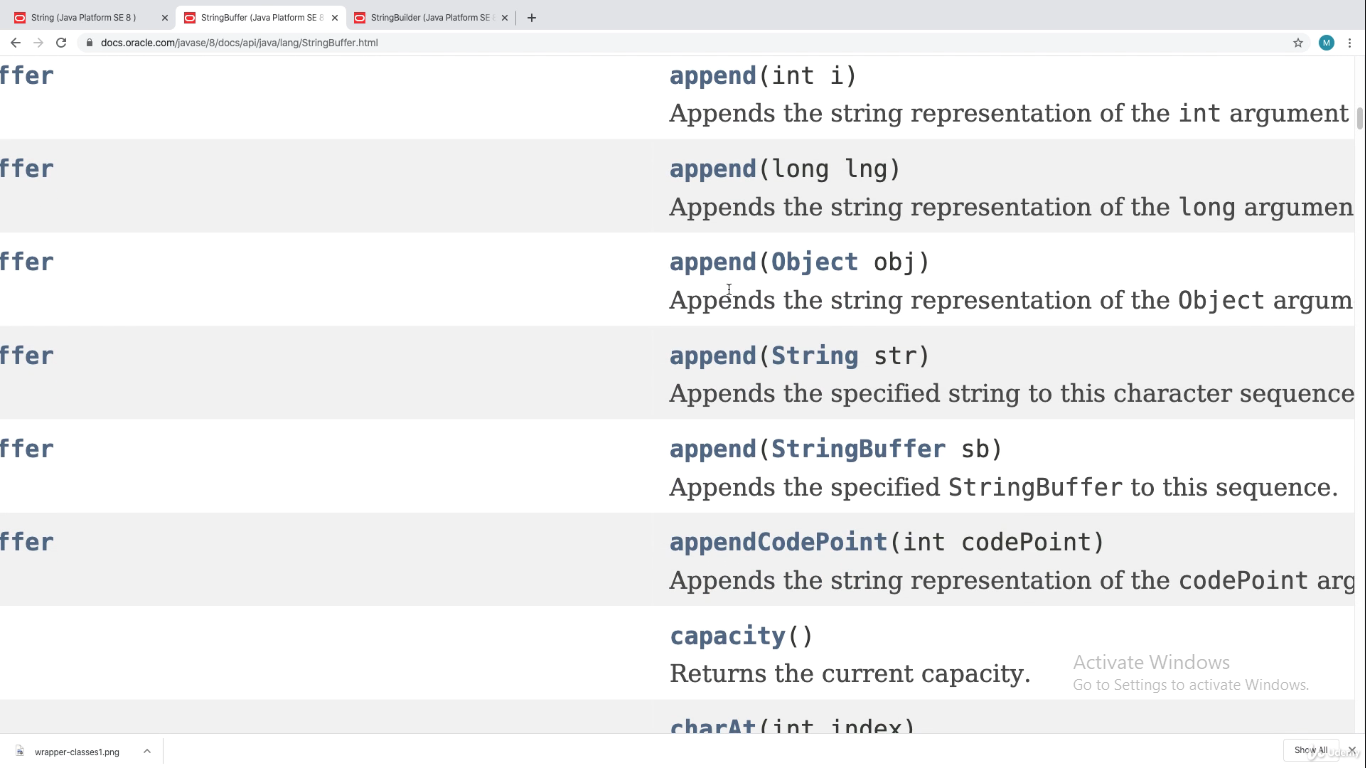 String (Java Platform SE 8 )
StringBuffer (Java Platform SE 8
StringBuilder (Java Platform SE
docs.oracle.com/javase/8/docs/api/java/lang/StringBuffer.html
M
ffer append(int i)
Appends the string representation of the int argument
ffer append(long lng)
Appends the string representation of the long argumen
ffer append(Object obj)
Appends the string representation of the Object argum
ffer append(String str)
Appends the specified string to this character sequence
ffer append(StringBuffer sb)
Appends the specified StringBuffer to this sequence.
ffer appendCodePoint(int codePoint)
Appends the string representation of the codePoint arg
capacity()
Returns the current capacity.
Activate Windows
Go to Settings to activate Windows.
charAt(int index)
wrapper-classes1.png
Show All
Udemy